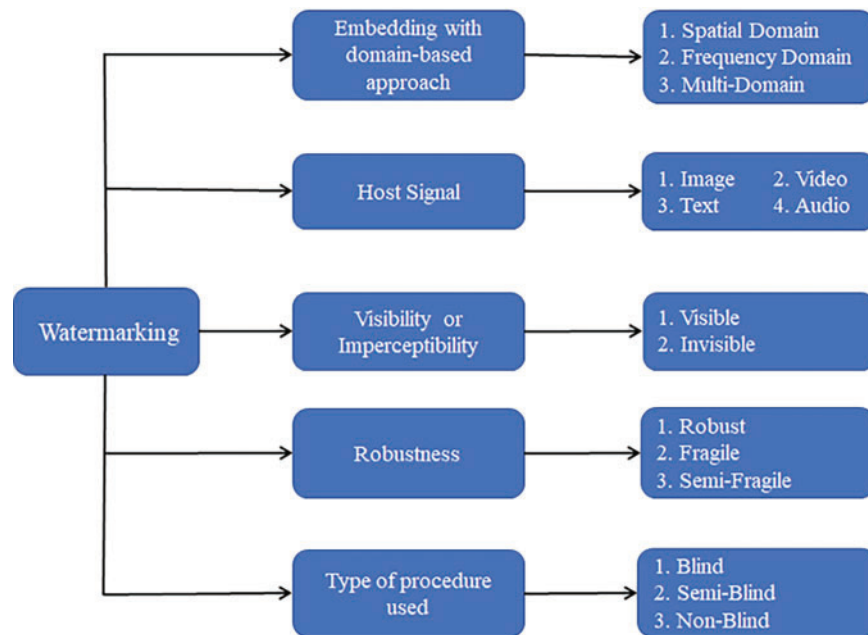 Embedding with
domain-based
approach
1. Spatial Domain
2. Frequency Domain
3. Multi-Domain
Host Signal
1. Image 2. Video
3. Text 4. Audio
Watermarking
Visibility or
Imperceptibility
1. Visible
2. Invisible
Robustness
1. Robust
2. Fragile
3. Semi-Fragile
Type of procedure
used
1. Blind
2. Semi-Blind
3. Non-Blind